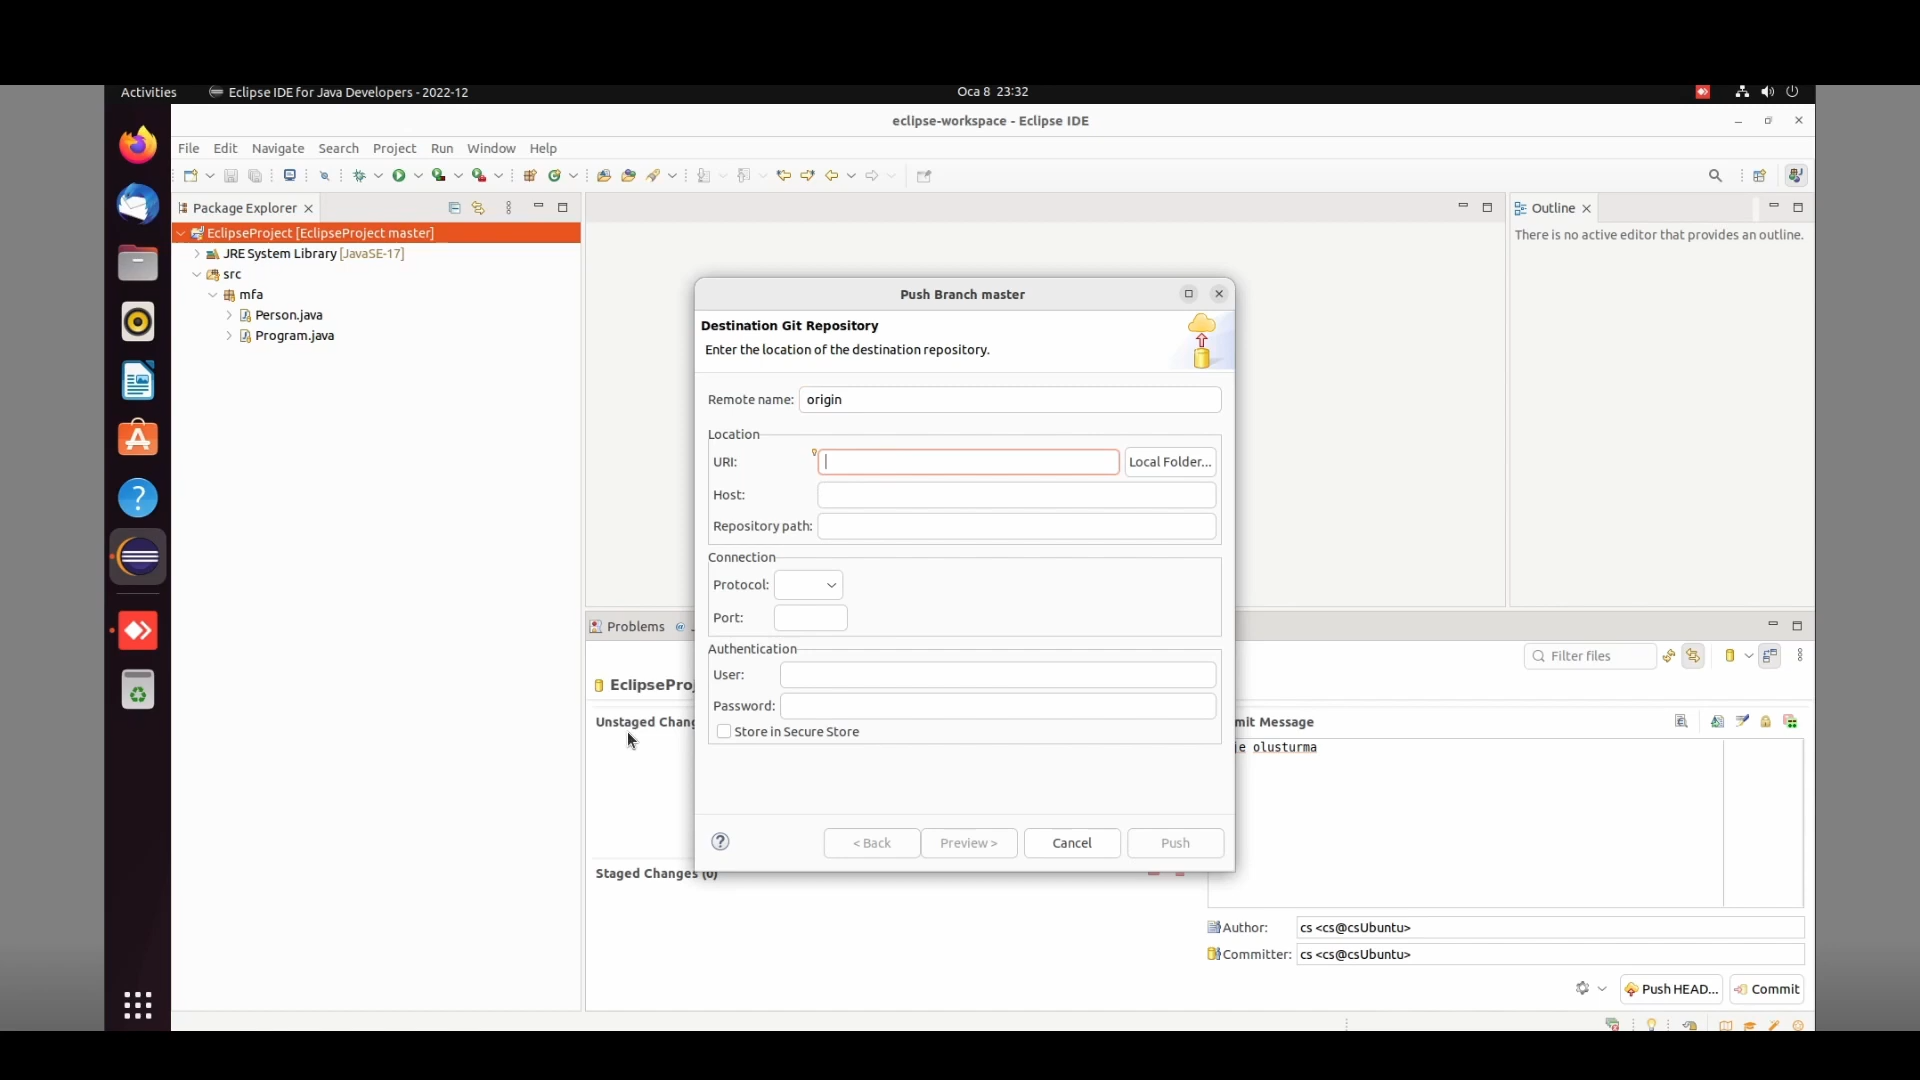 Activities
Eclipse IDE for Java Developers - 2022-12
Oca 8 23:32
eclipse-workspace - Eclipse IDE
File Edit Navigate Search Project Run Window Help
Package Explorer
Outline
EclipseProject [EclipseProject master]
There is no active editor that provides an outline.
JRE System Library [JavaSE-17]
src
mfa
Person.java
Program.java
Push Branch master
Destination Git Repository
Enter the location of the destination repository.
Remote name: origin
Location
URI: Local Folder...
Host:
Repository path:
Connection
Protocol:
Port:
Authentication
User:
Password:
Store in Secure Store
< Back Preview > Cancel Push
Problems
Filter files
EclipseProj
Unstaged Chang
mit Message
je olusturma
Staged Changes (0)
Author: cs <cs@csUbuntu>
Committer: cs <cs@csUbuntu>
Push HEAD... Commit